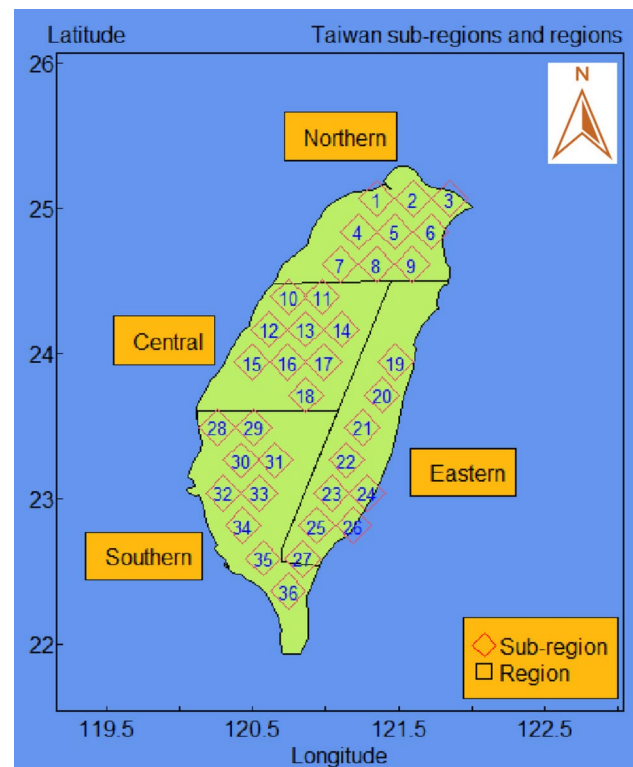 Latitude Taiwan sub-regions and regions
26
N
Northern
25
1 2 3
4 5 6
7 8 9
10 11
Central
12 13 14
24
15 16 17 19
18 20
28 29 21
30 31 22
Eastern
23
32 33 23 24
34 25 26
Southern
35 27
36
22
Sub-region
Region
119.5 120.5 121.5 122.5
Longitude